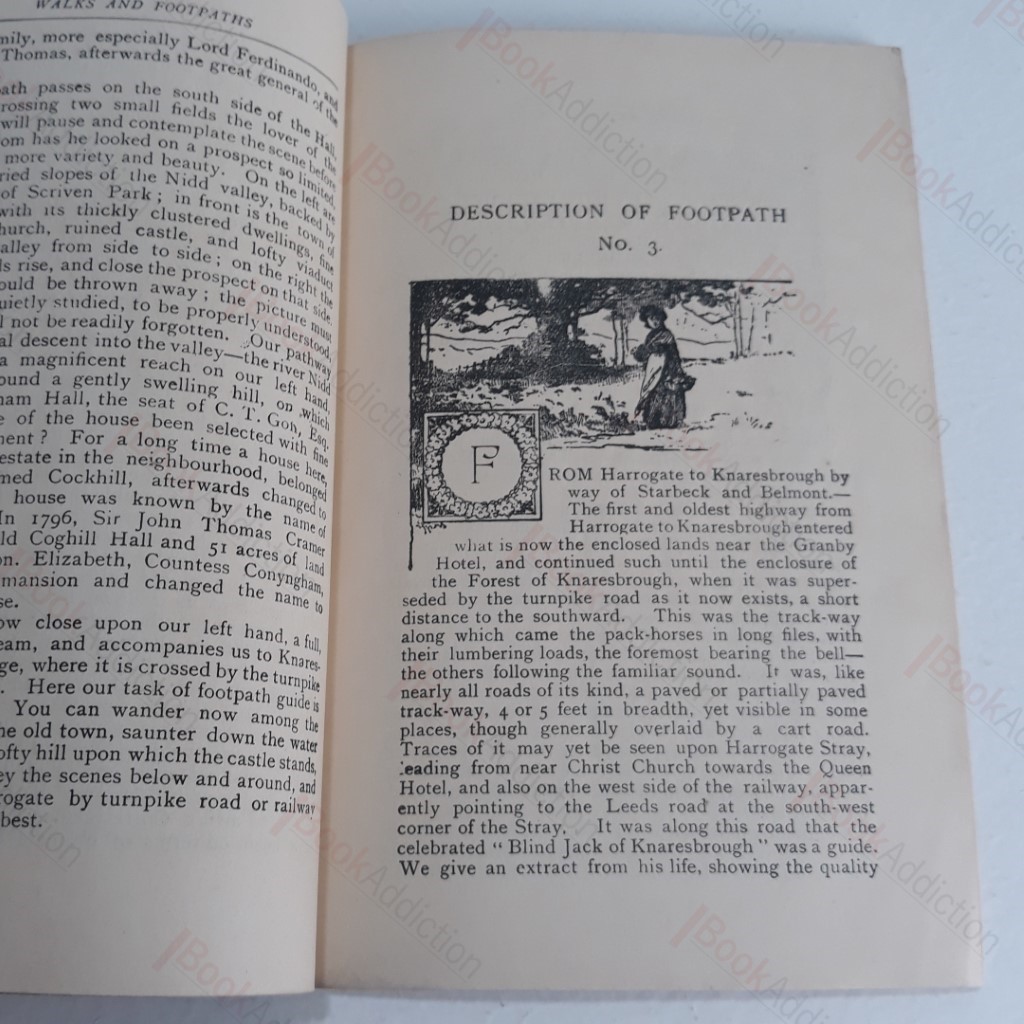 WALKS AND FOOTPATHS
mily, more especially Lord Ferdinando, and
Thomas, afterwards the great general of the
ath passes on the south side of the Hall,
rossing two small fields the lover of the
will pause and contemplate the scene before
om has he looked on a prospect so limited,
more variety and beauty. On the left are
ried slopes of the Nidd valley, backed by
of Scriven Park; in front is the town of
with its thickly clustered dwellings, fine
hurch, ruined castle, and lofty viaduct
alley from side to side; on the right the
ls rise, and close the prospect on that side.
ould be thrown away; the picture must
uietly studied, to be properly understood,
l not be readily forgotten. Our pathway
al descent into the valley—the river Nidd
a magnificent reach on our left hand,
ound a gently swelling hill, on which
ham Hall, the seat of C. T. Gon, Esq.
e of the house been selected with fine
ment? For a long time a house here,
estate in the neighbourhood, belonged
med Cockhill, afterwards changed to
house was known by the name of
In 1796, Sir John Thomas Cramer
ld Coghill Hall and 51 acres of land
on. Elizabeth, Countess Conyngham,
mansion and changed the name to
se.
ow close upon our left hand, a full,
eam, and accompanies us to Knares-
ge, where it is crossed by the turnpike
. Here our task of footpath guide is
You can wander now among the
he old town, saunter down the water
ofty hill upon which the castle stands,
ey the scenes below and around, and
rogate by turnpike road or railway
best.
DESCRIPTION OF FOOTPATH
No. 3.
FROM Harrogate to Knaresbrough by
way of Starbeck and Belmont.—
The first and oldest highway from
Harrogate to Knaresbrough entered
what is now the enclosed lands near the Granby
Hotel, and continued such until the enclosure of
the Forest of Knaresbrough, when it was super-
seded by the turnpike road as it now exists, a short
distance to the southward. This was the track-way
along which came the pack-horses in long files, with
their lumbering loads, the foremost bearing the bell—
the others following the familiar sound. It was, like
nearly all roads of its kind, a paved or partially paved
track-way, 4 or 5 feet in breadth, yet visible in some
places, though generally overlaid by a cart road.
Traces of it may yet be seen upon Harrogate Stray,
leading from near Christ Church towards the Queen
Hotel, and also on the west side of the railway, appar-
ently pointing to the Leeds road at the south-west
corner of the Stray. It was along this road that the
celebrated "Blind Jack of Knaresbrough" was a guide.
We give an extract from his life, showing the quality
BookAddiction